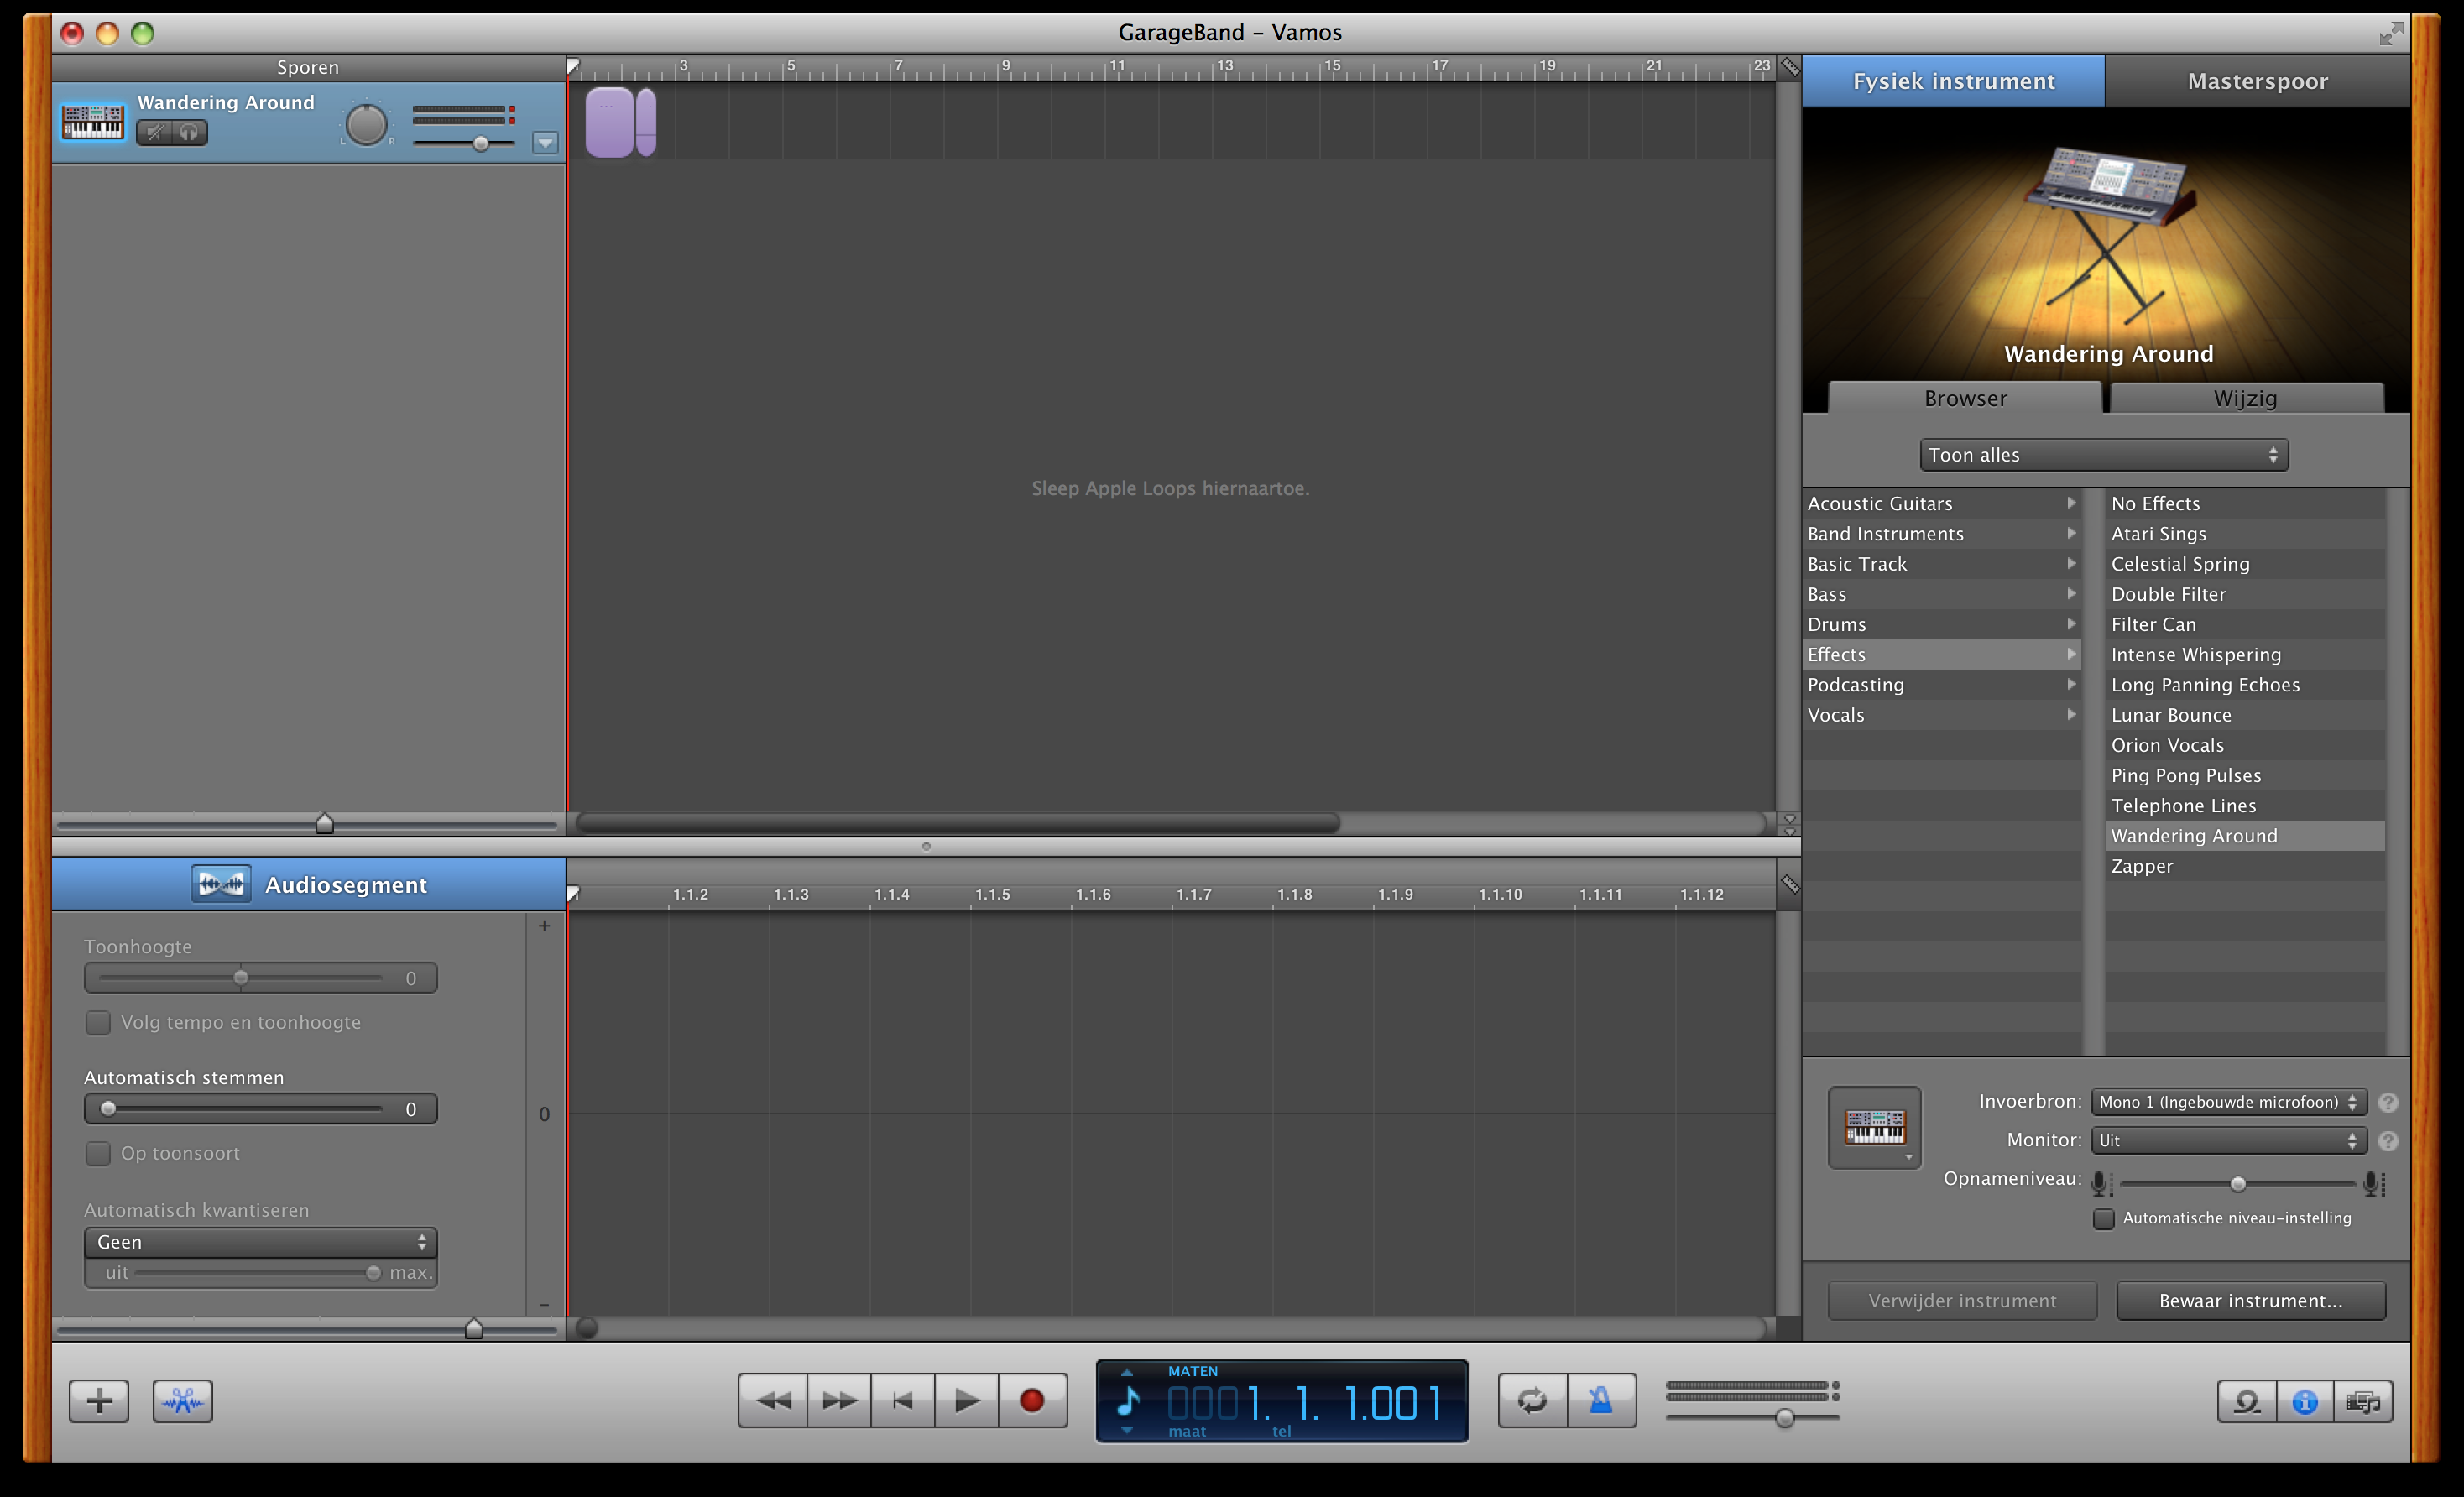 GarageBand – Vamos
Sporen
3 5 7 9 11 13 15 17 19 21 23
Wandering Around
L R
Sleep Apple Loops hiernaartoe.
Fysiek instrument
Masterspoor
Wandering Around
Browser
Wijzig
Toon alles
Acoustic Guitars
Band Instruments
Basic Track
Bass
Drums
Effects
Podcasting
Vocals
No Effects
Atari Sings
Celestial Spring
Double Filter
Filter Can
Intense Whispering
Long Panning Echoes
Lunar Bounce
Orion Vocals
Ping Pong Pulses
Telephone Lines
Wandering Around
Zapper
Audiosegment
1.1.2 1.1.3 1.1.4 1.1.5 1.1.6 1.1.7 1.1.8 1.1.9 1.1.10 1.1.11 1.1.12
Toonhoogte
0
Volg tempo en toonhoogte
Automatisch stemmen
0
Op toonsoort
Automatisch kwantiseren
Geen
uit max.
+
0
–
Invoerbron: Mono 1 (Ingebouwde microfoon) ?
Monitor: Uit ?
Opnameniveau:
Automatische niveau-instelling
Verwijder instrument
Bewaar instrument...
MATEN
0001. 1. 1.001
maat tel